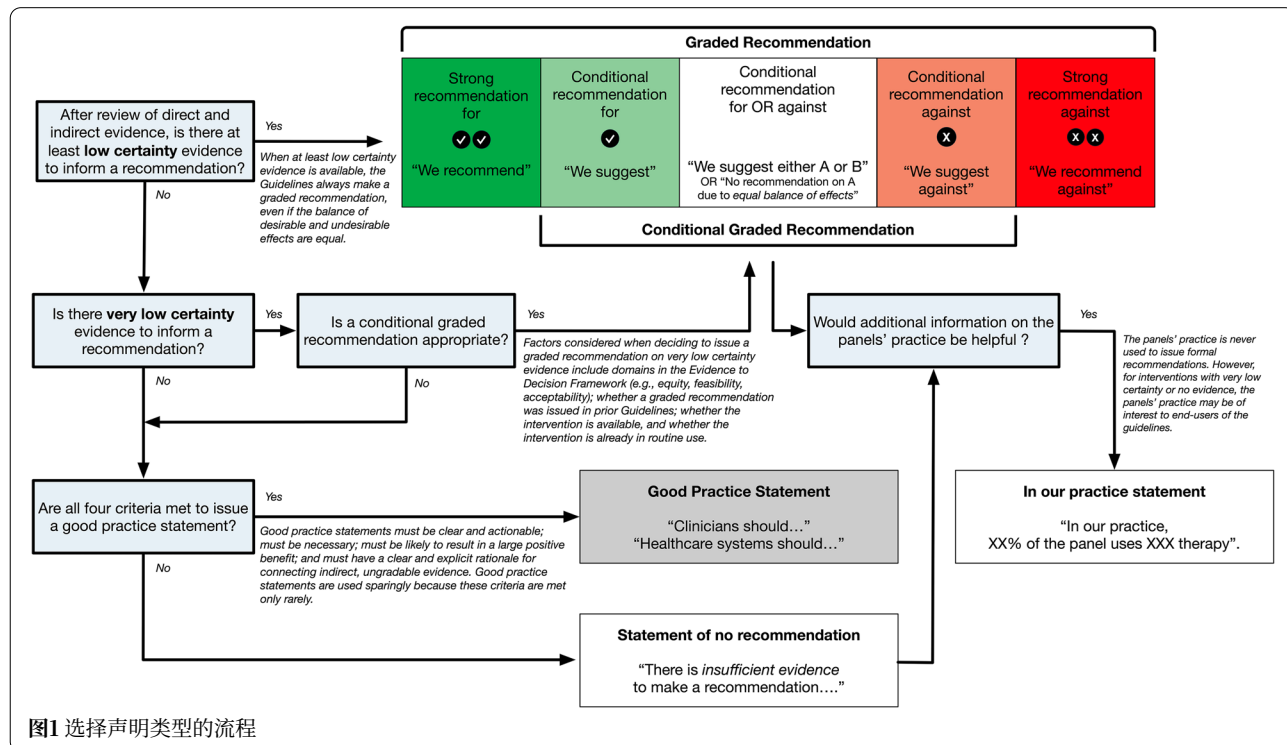 Graded Recommendation
Strong
recommendation
for
“We recommend”
Conditional
recommendation
for
“We suggest”
Conditional
recommendation
for OR against
“We suggest either A or B”
OR “No recommendation on A
due to equal balance of effects”
Conditional
recommendation
against
X
“We suggest
against”
Strong
recommendation
against
X X
“We recommend
against”
Conditional Graded Recommendation
After review of direct and
indirect evidence, is there at
least low certainty evidence
to inform a recommendation?
Yes
When at least low certainty
evidence is available, the
Guidelines always make a
graded recommendation,
even if the balance of
desirable and undesirable
effects are equal.
No
Is there very low certainty
evidence to inform a
recommendation?
Yes
No
Is a conditional graded
recommendation appropriate?
Yes
Factors considered when deciding to issue a
graded recommendation on very low certainty
evidence include domains in the Evidence to
Decision Framework (e.g., equity, feasibility,
acceptability); whether a graded recommendation
was issued in prior Guidelines; whether the
intervention is available, and whether the
intervention is already in routine use.
No
Would additional information on the
panels’ practice be helpful ?
Yes
The panels’ practice is never
used to issue formal
recommendations. However,
for interventions with very low
certainty or no evidence, the
panels’ practice may be of
interest to end-users of the
guidelines.
Are all four criteria met to issue
a good practice statement?
Yes
Good practice statements must be clear and actionable;
must be necessary; must be likely to result in a large positive
benefit; and must have a clear and explicit rationale for
connecting indirect, ungradable evidence. Good practice
statements are used sparingly because these criteria are met
only rarely.
No
Good Practice Statement
“Clinicians should…”
“Healthcare systems should…”
In our practice statement
“In our practice,
XX% of the panel uses XXX therapy”.
Statement of no recommendation
“There is insufficient evidence
to make a recommendation….”
图1 选择声明类型的流程